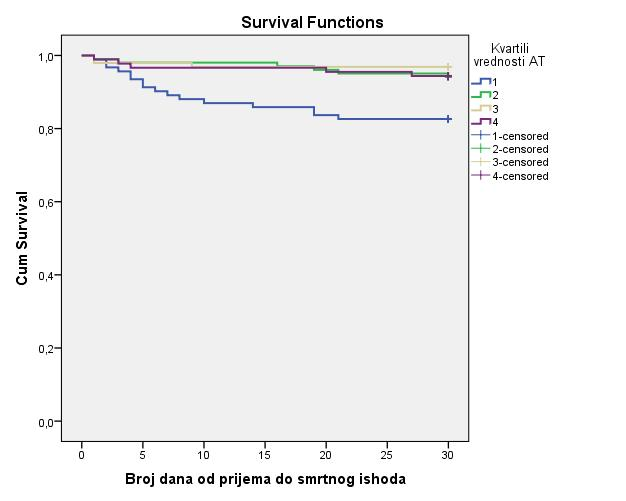 Survival Functions
Kvartili
vrednosti AT
1
2
3
4
1-censored
2-censored
3-censored
4-censored
Cum Survival
1,0
0,8
0,6
0,4
0,2
0,0
0 5 10 15 20 25 30
Broj dana od prijema do smrtnog ishoda